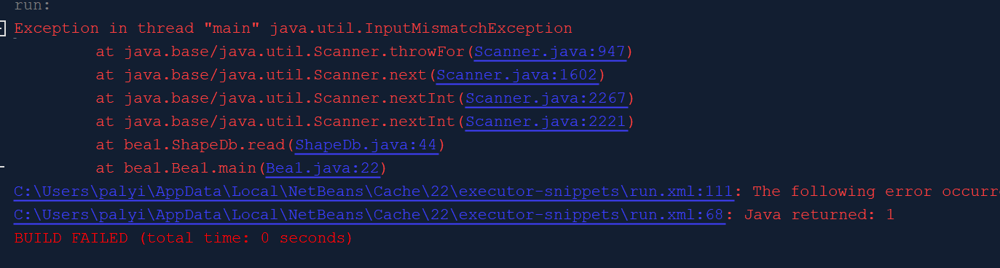 run:
Exception in thread "main" java.util.InputMismatchException
at java.base/java.util.Scanner.throwFor(Scanner.java:947)
at java.base/java.util.Scanner.next(Scanner.java:1602)
at java.base/java.util.Scanner.nextInt(Scanner.java:2267)
at java.base/java.util.Scanner.nextInt(Scanner.java:2221)
at bea1.ShapeDb.read(ShapeDb.java:44)
at bea1.Bea1.main(Bea1.java:22)
C:\Users\palyi\AppData\Local\NetBeans\Cache\22\executor-snippets\run.xml:111: The following error occurr
C:\Users\palyi\AppData\Local\NetBeans\Cache\22\executor-snippets\run.xml:68: Java returned: 1
BUILD FAILED (total time: 0 seconds)